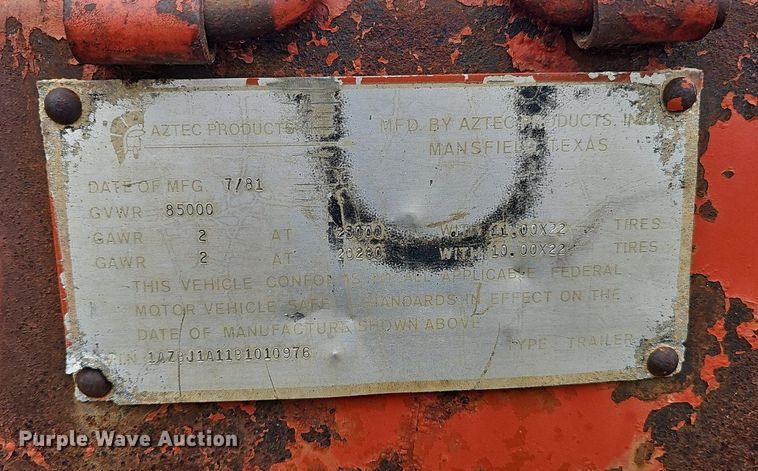 AZTEC PRODUCTS
MFD. BY AZTEC PRODUCTS, INC.
MANSFIELD, TEXAS
DATE OF MFG. 7/81
GVWR 85000
GAWR 2 AT 23000 WITH 11.00X22 TIRES
GAWR 2 AT 20280 WITH 10.00X22 TIRES
THIS VEHICLE CONFORMS TO ALL APPLICABLE FEDERAL
MOTOR VEHICLE SAFETY STANDARDS IN EFFECT ON THE
DATE OF MANUFACTURE SHOWN ABOVE
TYPE TRAILER
Purple Wave Auction